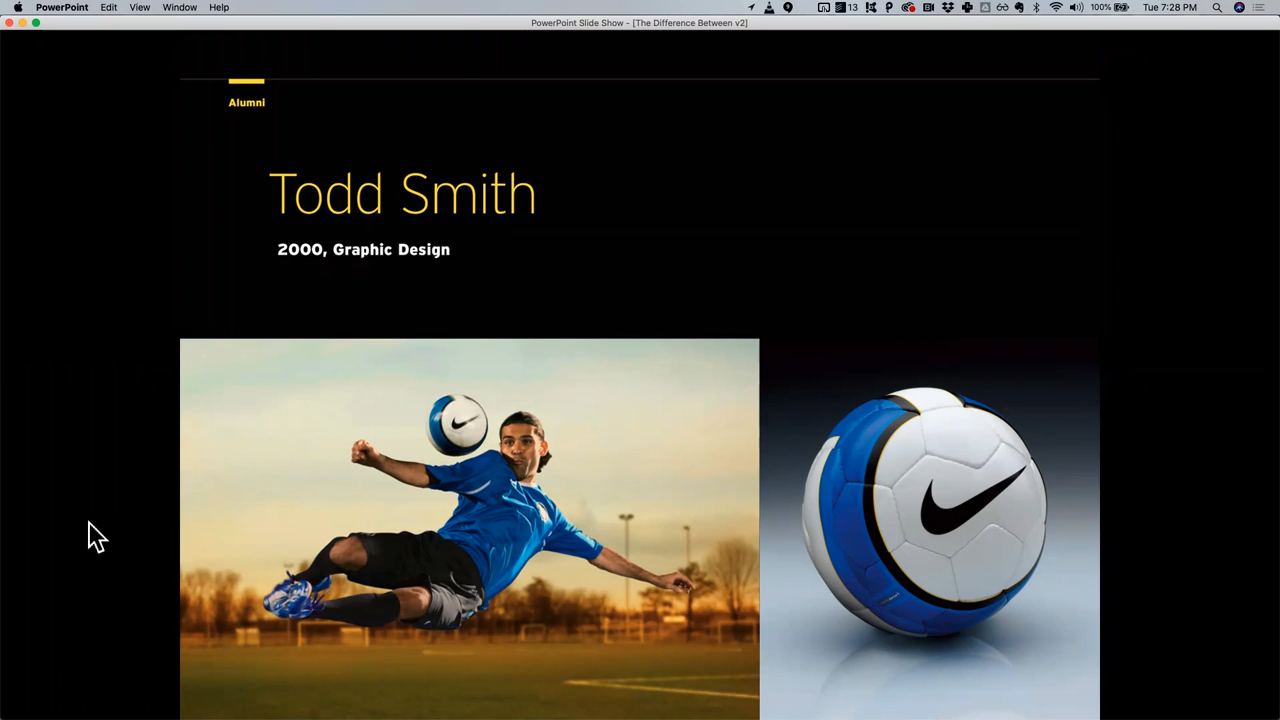 PowerPoint Edit View Window Help
13 100% Tue 7:28 PM
PowerPoint Slide Show - [The Difference Between v2]
Alumni
Todd Smith
2000, Graphic Design